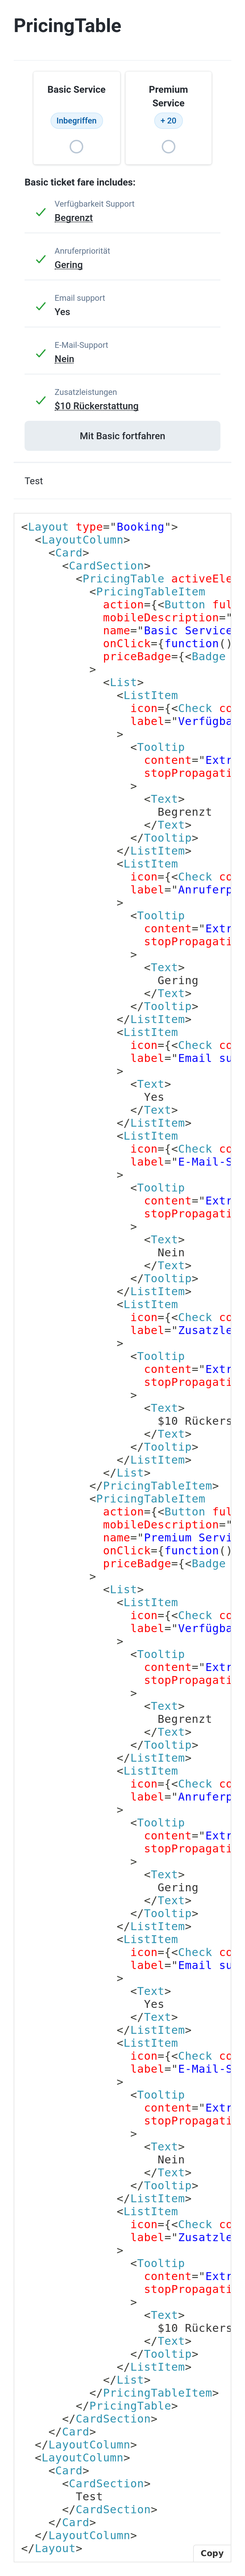 PricingTable
Basic Service
Inbegriffen
Premium
Service
+ 20
Basic ticket fare includes:
Verfügbarkeit Support
Begrenzt
Anruferpriorität
Gering
Email support
Yes
E-Mail-Support
Nein
Zusatzleistungen
$10 Rückerstattung
Mit Basic fortfahren
Test
<Layout type="Booking">
<LayoutColumn>
<Card>
<CardSection>
<PricingTable activeEle
<PricingTableItem
action={<Button ful
mobileDescription="
name="Basic Service
onClick={function()
priceBadge={<Badge
>
<List>
<ListItem
icon={<Check co
label="Verfügba
>
<Tooltip
content="Extr
stopPropagati
>
<Text>
Begrenzt
</Text>
</Tooltip>
</ListItem>
<ListItem
icon={<Check co
label="Anruferp
>
<Tooltip
content="Extr
stopPropagati
>
<Text>
Gering
</Text>
</Tooltip>
</ListItem>
<ListItem
icon={<Check co
label="Email su
>
<Text>
Yes
</Text>
</ListItem>
<ListItem
icon={<Check co
label="E-Mail-S
>
<Tooltip
content="Extr
stopPropagati
>
<Text>
Nein
</Text>
</Tooltip>
</ListItem>
<ListItem
icon={<Check co
label="Zusatzle
>
<Tooltip
content="Extr
stopPropagati
>
<Text>
$10 Rückers
</Text>
</Tooltip>
</ListItem>
</List>
</PricingTableItem>
<PricingTableItem
action={<Button ful
mobileDescription="
name="Premium Servi
onClick={function()
priceBadge={<Badge
>
<List>
<ListItem
icon={<Check co
label="Verfügba
>
<Tooltip
content="Extr
stopPropagati
>
<Text>
Begrenzt
</Text>
</Tooltip>
</ListItem>
<ListItem
icon={<Check co
label="Anruferp
>
<Tooltip
content="Extr
stopPropagati
>
<Text>
Gering
</Text>
</Tooltip>
</ListItem>
<ListItem
icon={<Check co
label="Email su
>
<Text>
Yes
</Text>
</ListItem>
<ListItem
icon={<Check co
label="E-Mail-S
>
<Tooltip
content="Extr
stopPropagati
>
<Text>
Nein
</Text>
</Tooltip>
</ListItem>
<ListItem
icon={<Check co
label="Zusatzle
>
<Tooltip
content="Extr
stopPropagati
>
<Text>
$10 Rückers
</Text>
</Tooltip>
</ListItem>
</List>
</PricingTableItem>
</PricingTable>
</CardSection>
</Card>
</LayoutColumn>
<LayoutColumn>
<Card>
<CardSection>
Test
</CardSection>
</Card>
</LayoutColumn>
</Layout>
Copy